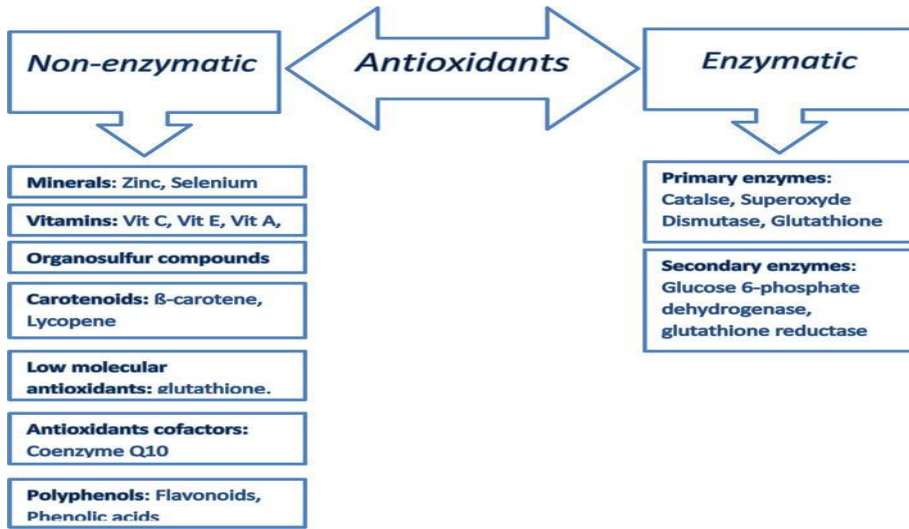 Non-enzymatic
Antioxidants
Enzymatic
Minerals: Zinc, Selenium
Vitamins: Vit C, Vit E, Vit A,
Organosulfur compounds
Carotenoids: ß-carotene,
Lycopene
Low molecular
antioxidants: glutathione.
Antioxidants cofactors:
Coenzyme Q10
Polyphenols: Flavonoids,
Phenolic acids
Primary enzymes:
Catalse, Superoxyde
Dismutase, Glutathione
Secondary enzymes:
Glucose 6-phosphate
dehydrogenase,
glutathione reductase